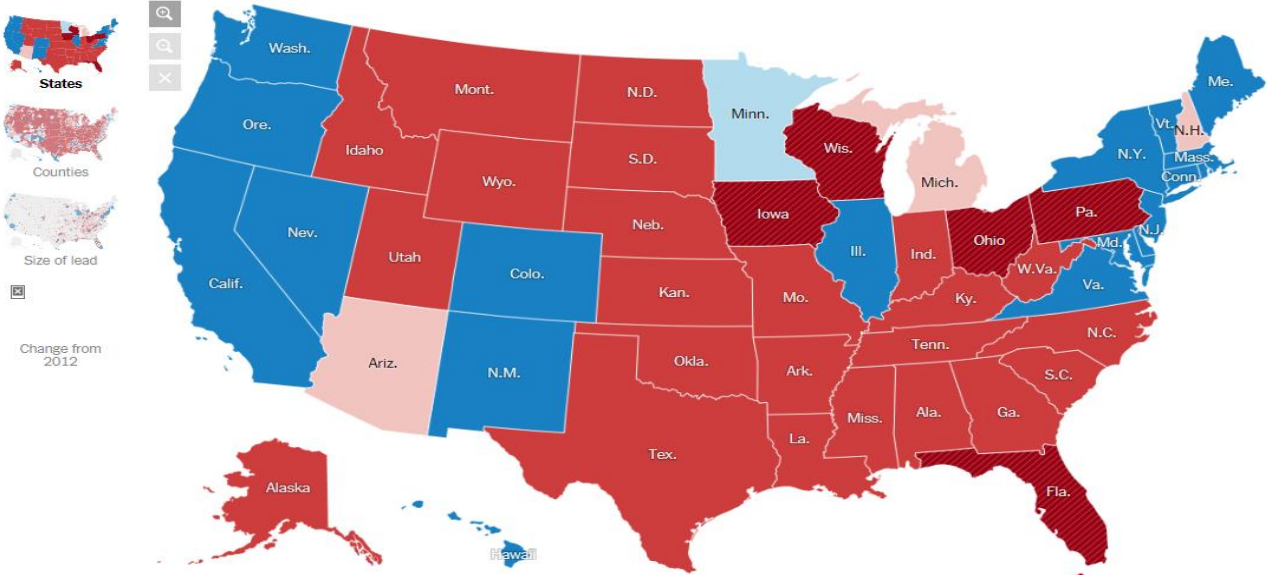 States
Counties
Size of lead
Change from
2012
Wash.
Ore.
Calif.
Nev.
Idaho
Mont.
Wyo.
Utah
Colo.
Ariz.
N.M.
N.D.
S.D.
Neb.
Kan.
Okla.
Tex.
Minn.
Iowa
Mo.
Ark.
La.
Wis.
Ill.
Mich.
Ind.
Ohio
Ky.
Tenn.
Miss.
Ala.
Ga.
Fla.
S.C.
N.C.
Va.
W.Va.
Md.
Pa.
N.J.
N.Y.
Conn.
Mass.
Vt.
N.H.
Me.
Alaska
Hawaii